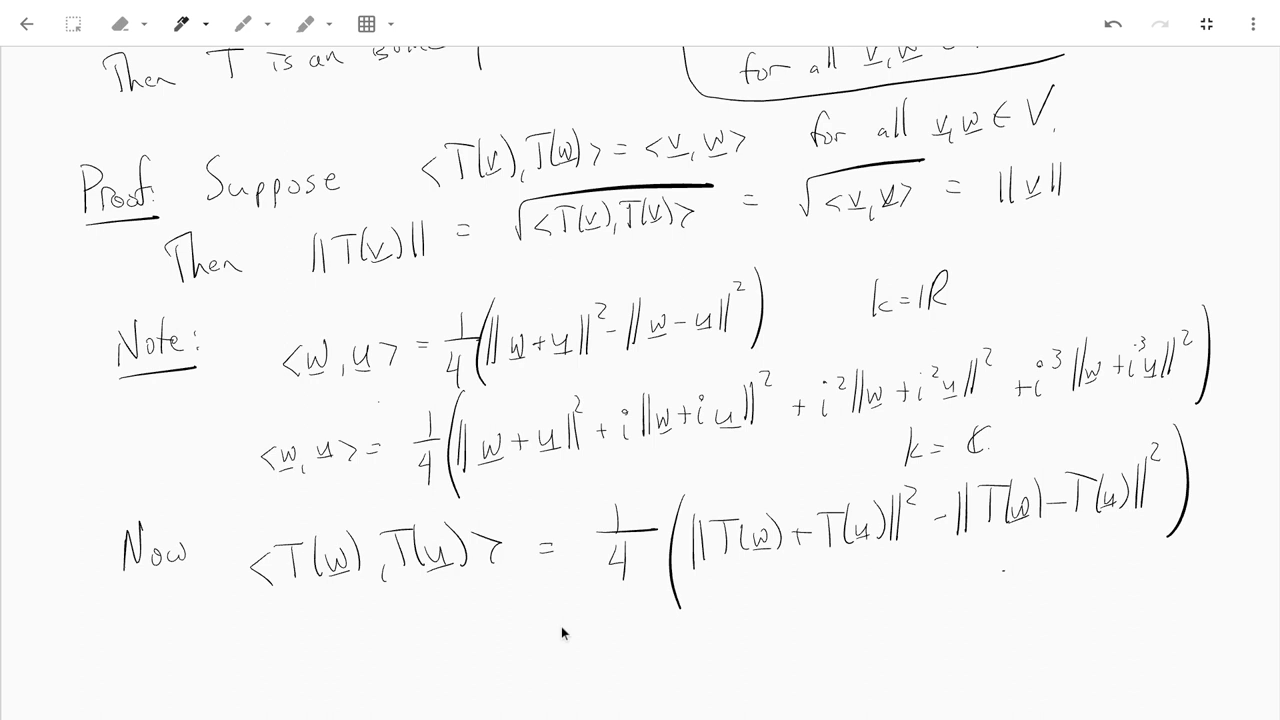 Then T is an
for all v, w
Proof: Suppose <T(v), T(w)> = <v, w> for all v, w ∈ V.
Then ||T(v)|| = √<T(v), T(v)> = √<v, v> = ||v||
Note: <w, u> = 1/4 (||w + u||² - ||w - u||²) k = ℝ
<w, u> = 1/4 (||w + u||² + i||w + iu||² + i²||w + i²u||² + i³||w + i³u||²)
k = ℂ.
Now <T(w), T(u)> = 1/4 (||T(w) + T(u)||² - ||T(w) - T(u)||²)